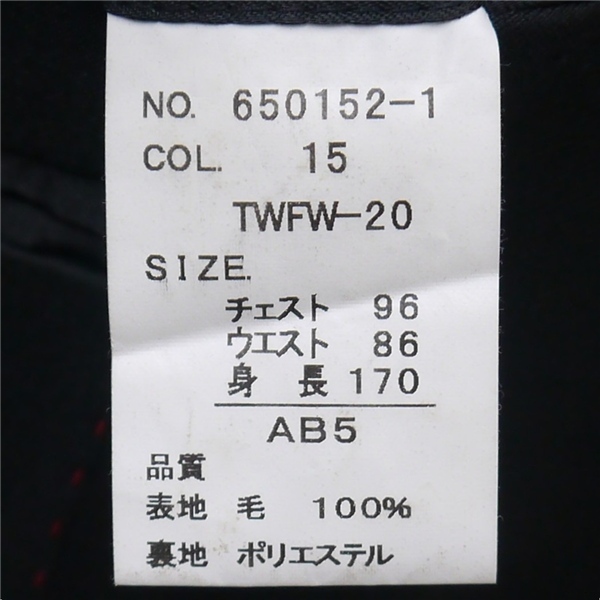 NO. 650152-1
COL. 15
TWFW-20
SIZE.
チェスト 96
ウエスト 86
身 長 170
AB5
品質
表地 毛 100%
裏地 ポリエステル